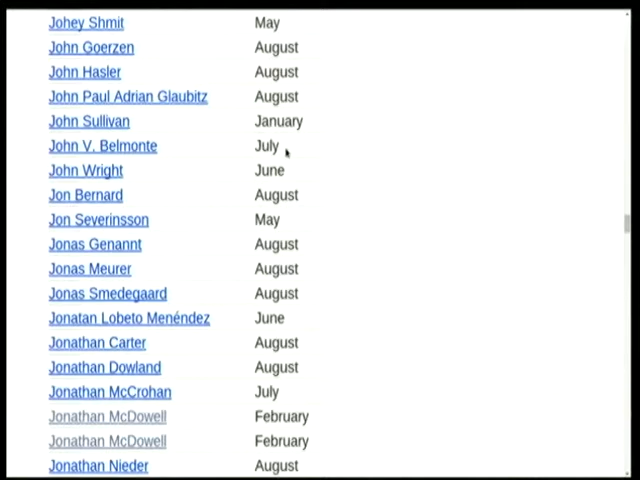 Johey Shmit May
John Goerzen August
John Hasler August
John Paul Adrian Glaubitz August
John Sullivan January
John V. Belmonte July
John Wright June
Jon Bernard August
Jon Severinsson May
Jonas Genannt August
Jonas Meurer August
Jonas Smedegaard August
Jonatan Lobeto Menéndez June
Jonathan Carter August
Jonathan Dowland August
Jonathan McCrohan July
Jonathan McDowell February
Jonathan McDowell February
Jonathan Nieder August